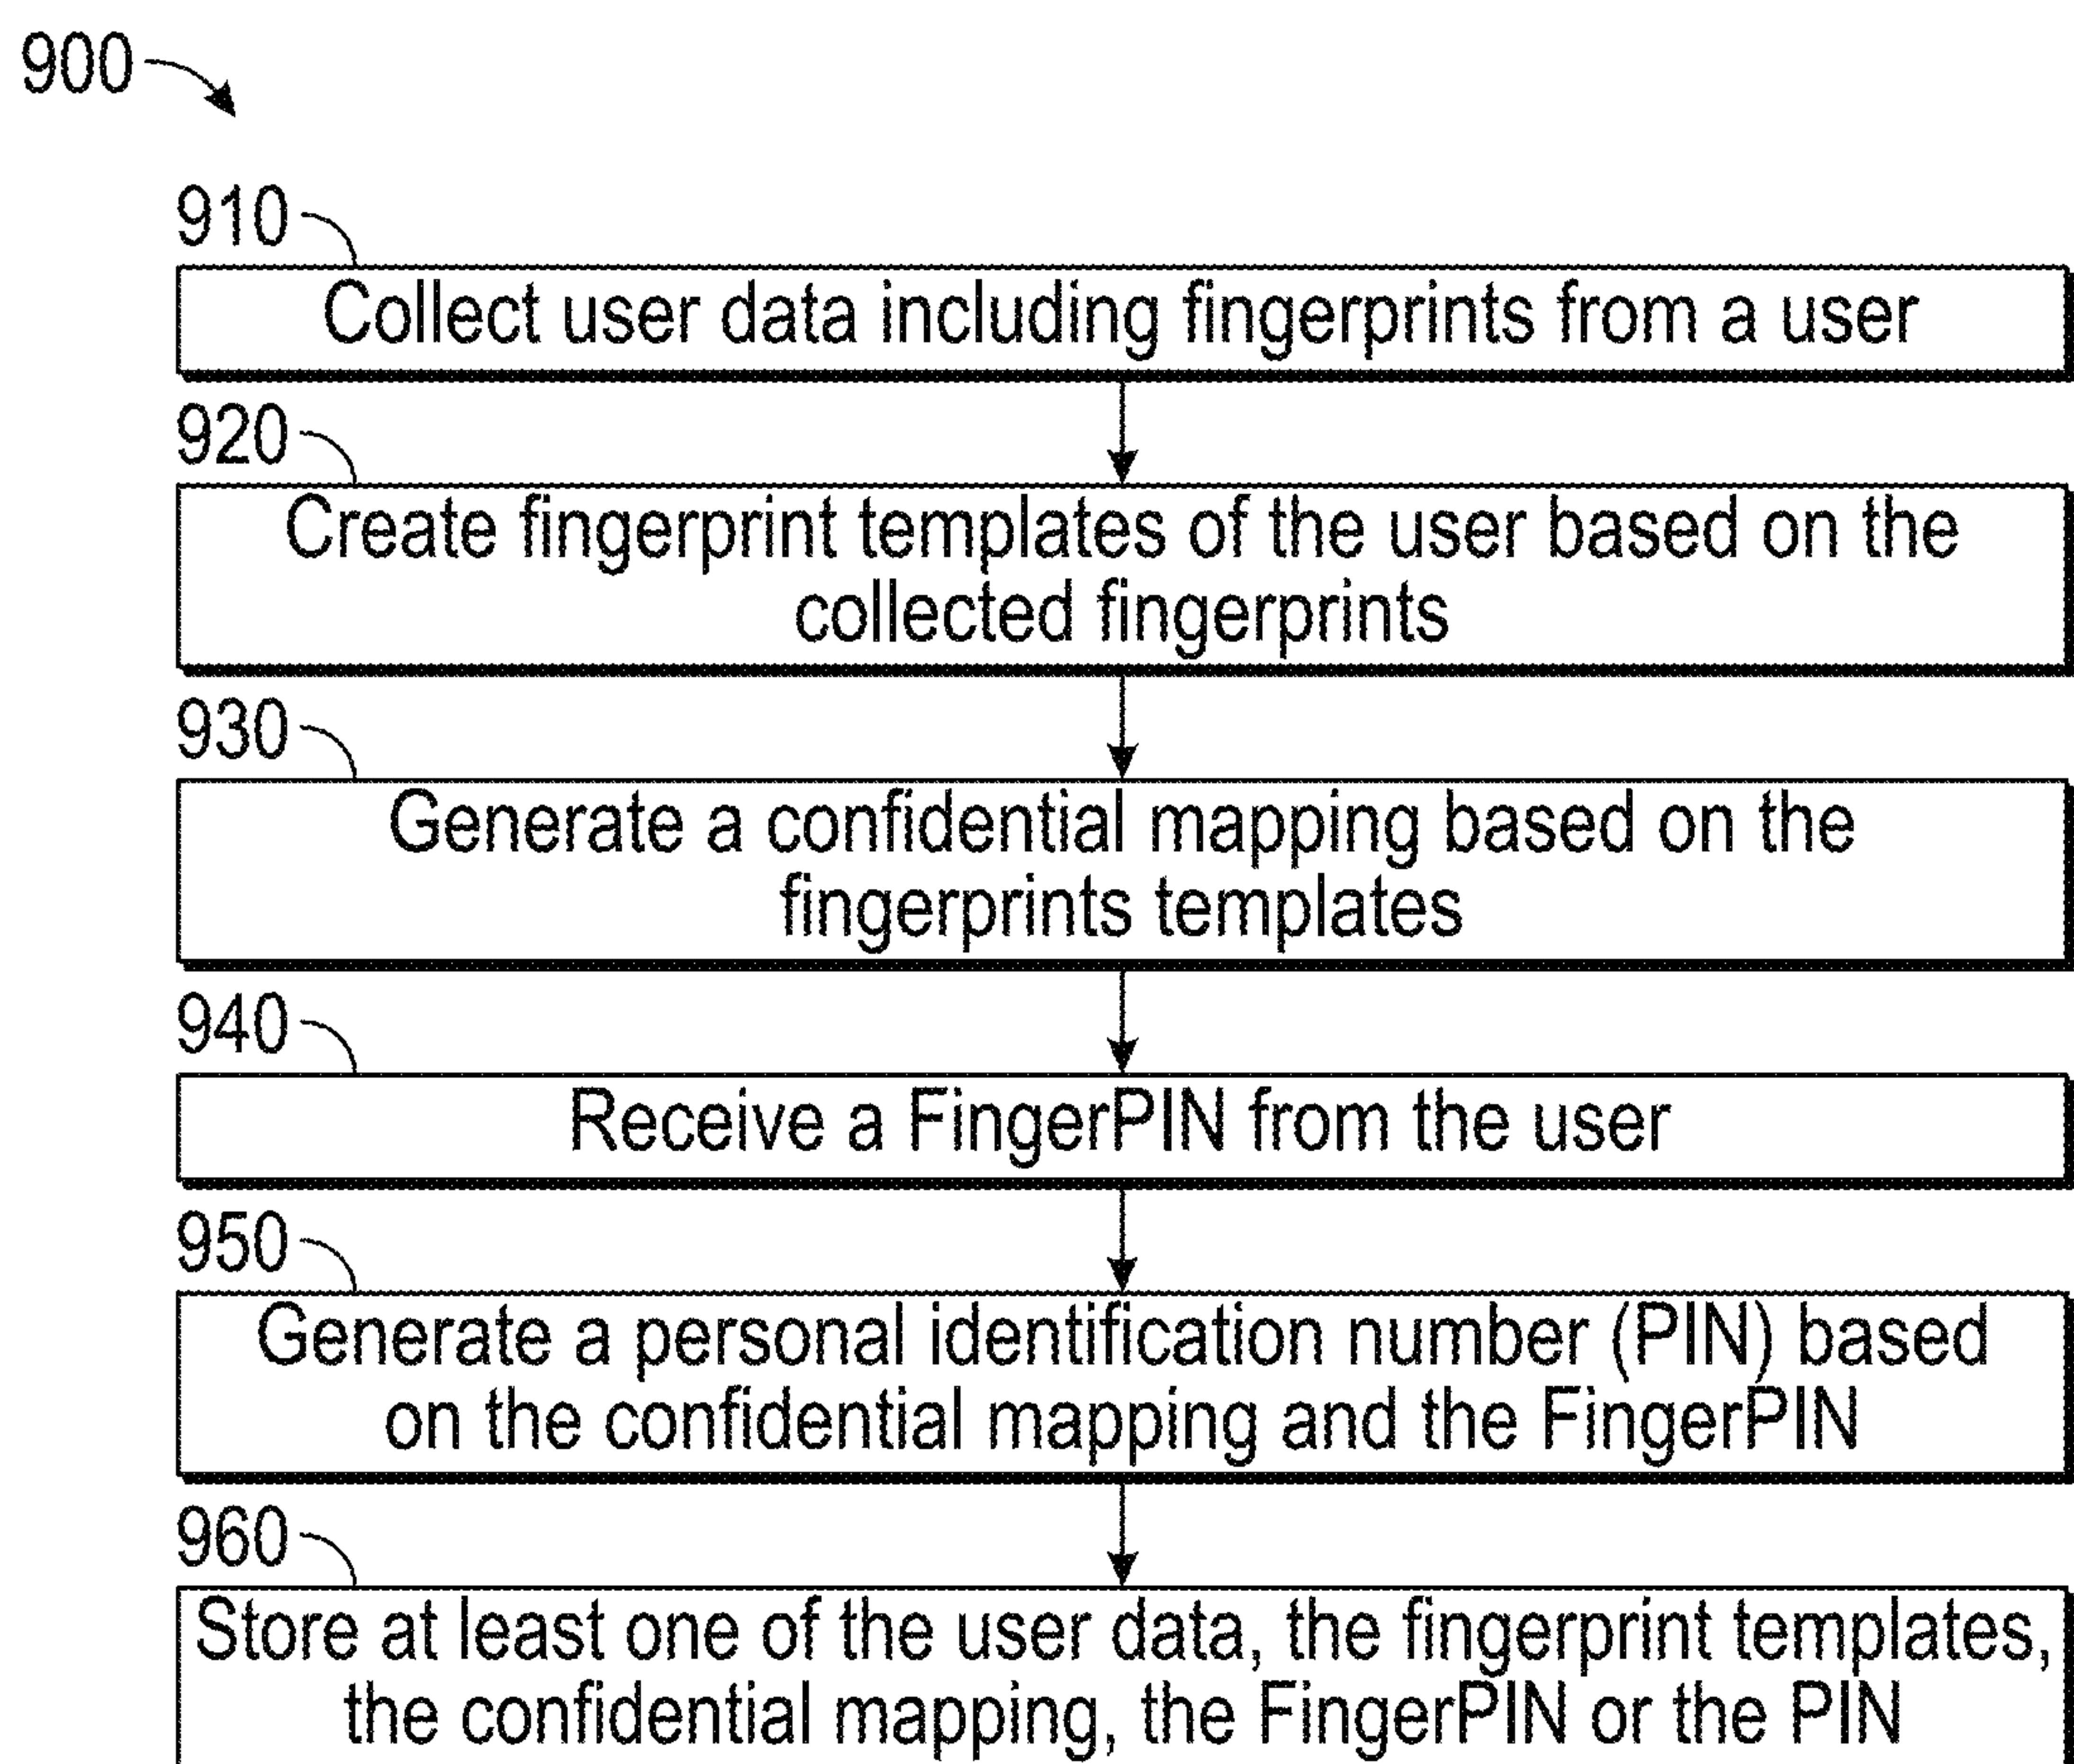 900
910
Collect user data including fingerprints from a user
920
Create fingerprint templates of the user based on the
collected fingerprints
930
Generate a confidential mapping based on the
fingerprints templates
940
Receive a FingerPIN from the user
950
Generate a personal identification number (PIN) based
on the confidential mapping and the FingerPIN
960
Store at least one of the user data, the fingerprint templates,
the confidential mapping, the FingerPIN or the PIN